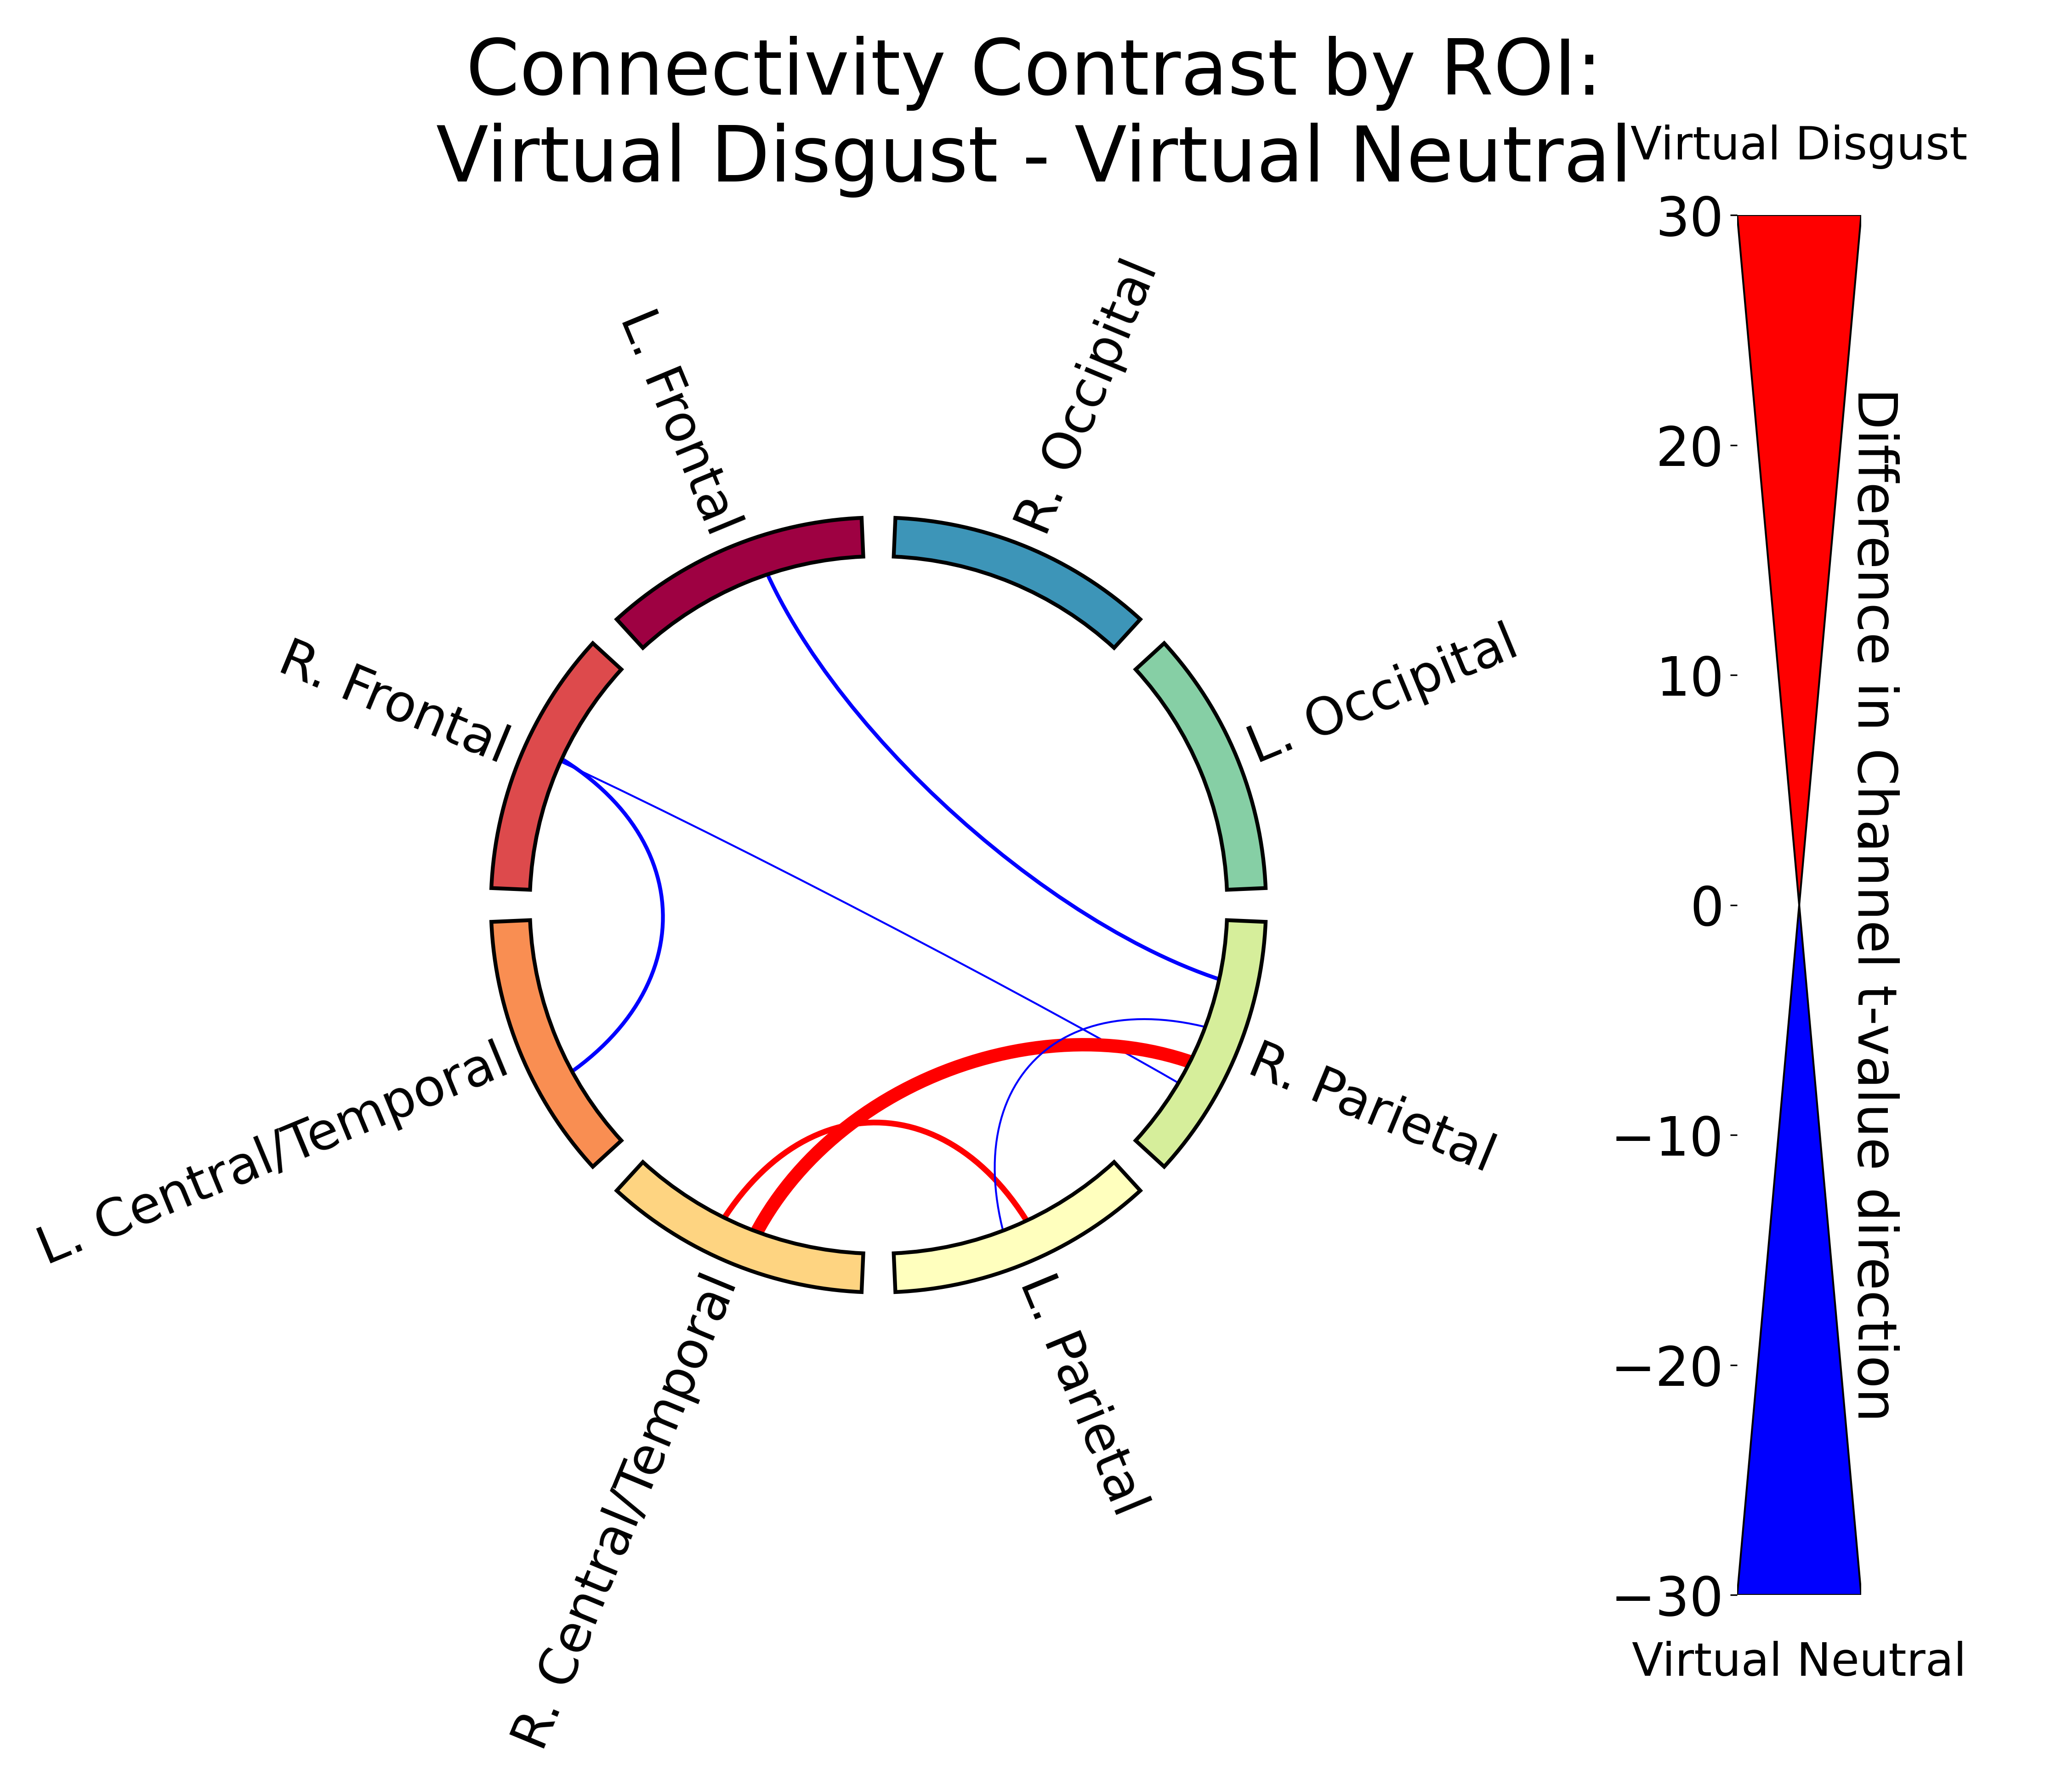 Connectivity Contrast by ROI:
Virtual Disgust - Virtual Neutral
Virtual Disgust
30
20
10
0
−10
−20
−30
Virtual Neutral
Difference in Channel t-value direction
L. Frontal
R. Occipital
R. Frontal
L. Occipital
L. Central/Temporal
R. Parietal
R. Central/Temporal
L. Parietal